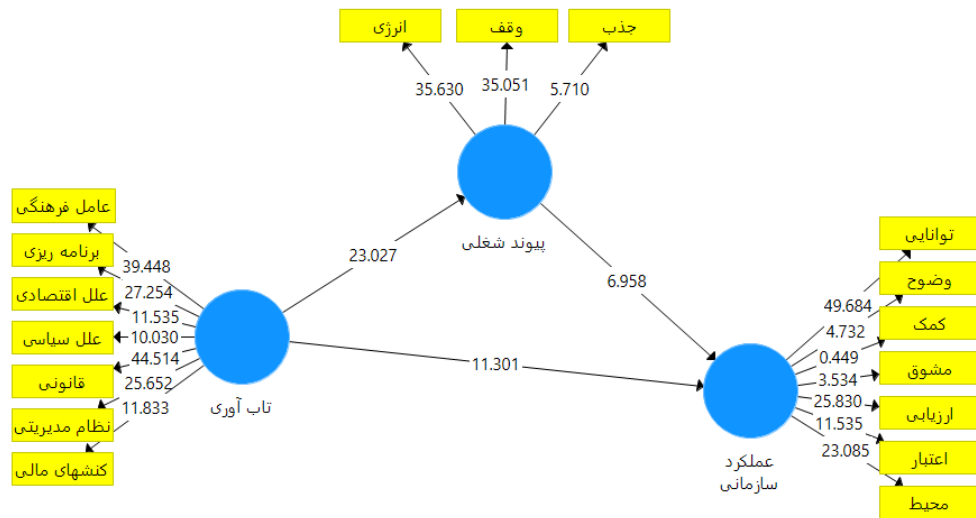 انرژی
وقف
جذب
35.630
35.051
5.710
پیوند شغلی
عامل فرهنگی
برنامه ریزی
علل اقتصادی
علل سیاسی
قانونی
نظام مدیریتی
کنشهای مالی
39.448
27.254
11.535
10.030
44.514
25.652
11.833
تاب آوری
23.027
6.958
11.301
توانایی
وضوح
کمک
مشوق
ارزیابی
اعتبار
محیط
49.684
4.732
0.449
3.534
25.830
11.535
23.085
عملکرد
سازمانی